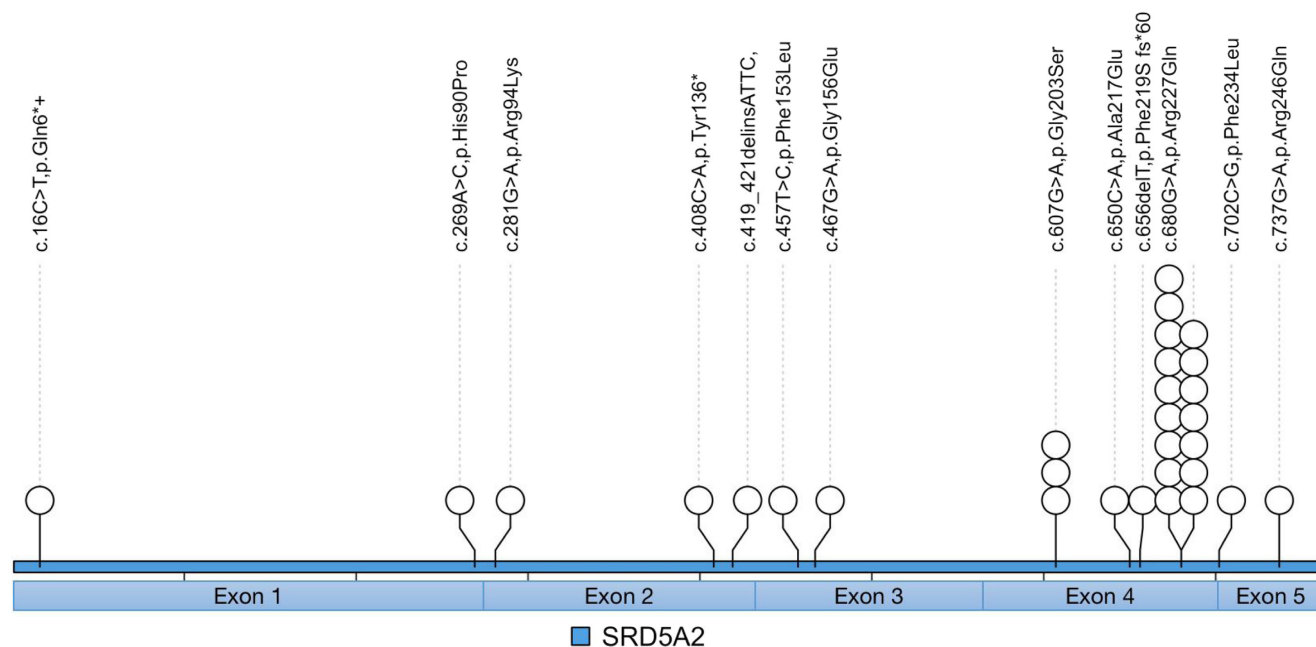 c.16C>T,p.Gln6*+
c.269A>C,p.His90Pro
c.281G>A,p.Arg94Lys
c.408C>A,p.Tyr136*
c.419_421delinsATTC,
c.457T>C,p.Phe153Leu
c.467G>A,p.Gly156Glu
c.607G>A,p.Gly203Ser
c.650C>A,p.Ala217Glu
c.656delT,p.Phe219S fs*60
c.680G>A,p.Arg227Gln
c.702C>G,p.Phe234Leu
c.737G>A,p.Arg246Gln
Exon 1
Exon 2
Exon 3
Exon 4
Exon 5
SRD5A2